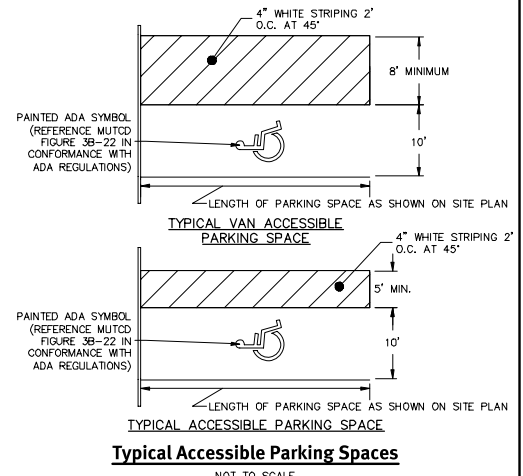 4" WHITE STRIPING 2'
O.C. AT 45°
8' MINIMUM
PAINTED ADA SYMBOL
(REFERENCE MUTCD
FIGURE 3B-22 IN
CONFORMANCE WITH
ADA REGULATIONS)
10'
LENGTH OF PARKING SPACE AS SHOWN ON SITE PLAN
TYPICAL VAN ACCESSIBLE
PARKING SPACE
4" WHITE STRIPING 2'
O.C. AT 45°
5' MIN.
PAINTED ADA SYMBOL
(REFERENCE MUTCD
FIGURE 3B-22 IN
CONFORMANCE WITH
ADA REGULATIONS)
10'
LENGTH OF PARKING SPACE AS SHOWN ON SITE PLAN
TYPICAL ACCESSIBLE PARKING SPACE
Typical Accessible Parking Spaces
NOT TO SCALE